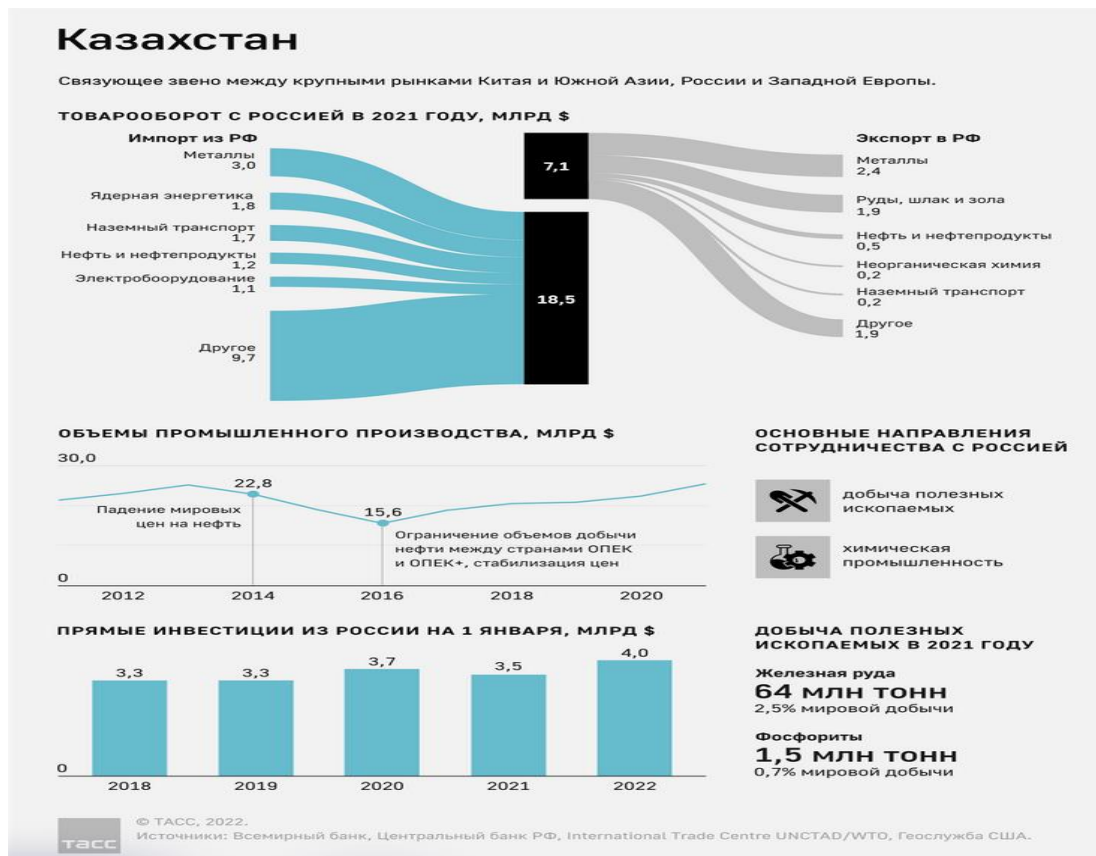 Казахстан
Связующее звено между крупными рынками Китая и Южной Азии, России и Западной Европы.
ТОВАРООБОРОТ С РОССИЕЙ В 2021 ГОДУ, МЛРД $
Импорт из РФ
Металлы
3,0
Ядерная энергетика
1,8
Наземный транспорт
1,7
Нефть и нефтепродукты
1,2
Электробоорудование
1,1
Другое
9,7
7,1
18,5
Экспорт в РФ
Металлы
2,4
Руды, шлак и зола
1,9
Нефть и нефтепродукты
0,5
Неорганическая химия
0,2
Наземный транспорт
0,2
Другое
1,9
ОБЪЕМЫ ПРОМЫШЛЕННОГО ПРОИЗВОДСТВА, МЛРД $
30,0
22,8
Падение мировых
цен на нефть
15,6
Ограничение объемов добычи
нефти между странами ОПЕК
и ОПЕК+, стабилизация цен
0
2012 2014 2016 2018 2020
ОСНОВНЫЕ НАПРАВЛЕНИЯ
СОТРУДНИЧЕСТВА С РОССИЕЙ
добыча полезных
ископаемых
химическая
промышленность
ПРЯМЫЕ ИНВЕСТИЦИИ ИЗ РОССИИ НА 1 ЯНВАРЯ, МЛРД $
3,3 3,3 3,7 3,5 4,0
0
2018 2019 2020 2021 2022
ДОБЫЧА ПОЛЕЗНЫХ
ИСКОПАЕМЫХ В 2021 ГОДУ
Железная руда
64 МЛН ТОНН
2,5% мировой добычи
Фосфориты
1,5 МЛН ТОНН
0,7% мировой добычи
тасс
© ТАСС, 2022.
Источники: Всемирный банк, Центральный банк РФ, International Trade Centre UNCTAD/WTO, Геослужба США.